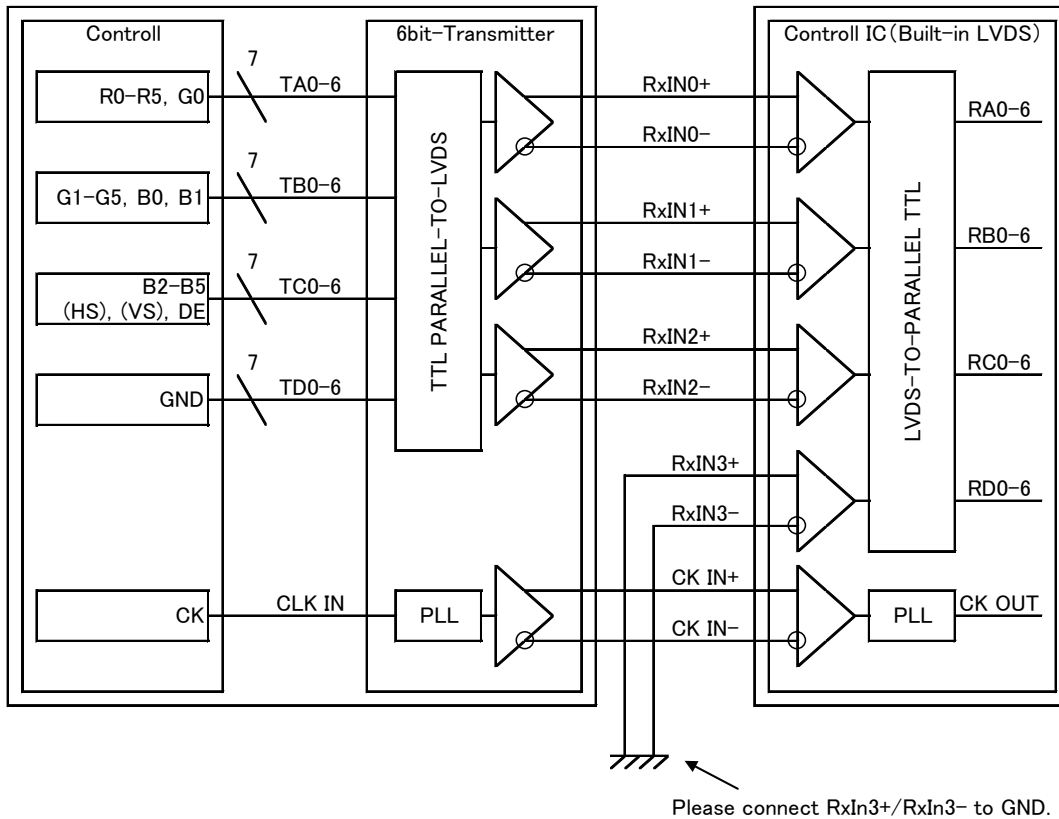 Controll
6bit-Transmitter
Controll IC(Built-in LVDS)
R0-R5, G0
7
TA0-6
RxIN0+
RxIN0-
RA0-6
G1-G5, B0, B1
7
TB0-6
RxIN1+
RxIN1-
RB0-6
B2-B5
(HS), (VS), DE
7
TC0-6
RxIN2+
RxIN2-
RC0-6
GND
7
TD0-6
TTL PARALLEL-TO-LVDS
LVDS-TO-PARALLEL TTL
RxIN3+
RxIN3-
RD0-6
CK
CLK IN
PLL
CK IN+
CK IN-
PLL
CK OUT
Please connect RxIn3+/RxIn3- to GND.